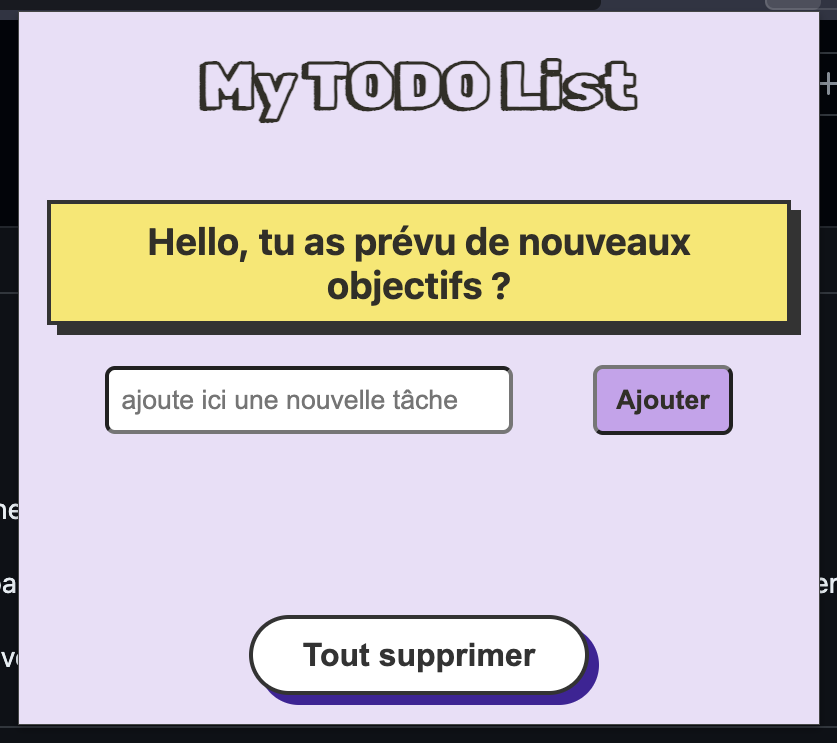 My TODO List
Hello, tu as prévu de nouveaux
objectifs ?
ajoute ici une nouvelle tâche
Ajouter
Tout supprimer